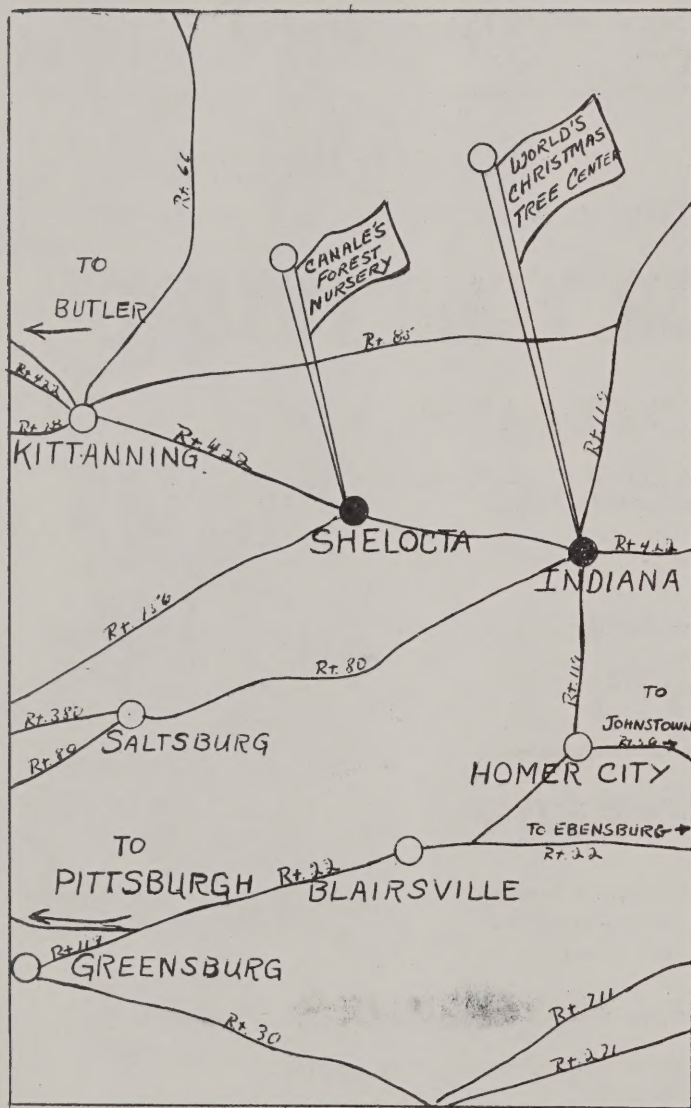 Rt. 66
WORLD'S
CHRISTMAS
TREE CENTER
CANALE'S
FOREST
NURSERY
TO
BUTLER
Rt 85
Rt 422
Rt. 119
KITTANNING
Rt. 422
SHELOCTA
Rt 422
INDIANA
Rt. 156
Rt. 80
Rt. 119
Rt. 380
SALTSBURG
TO
JOHNSTOWN
Rt. 80
HOMER CITY
TO
PITTSBURGH
TO EBENSBURG
Rt. 22
Rt. 22
BLAIRSVILLE
Rt 119
GREENSBURG
Rt. 30
Rt. 711
Rt. 271